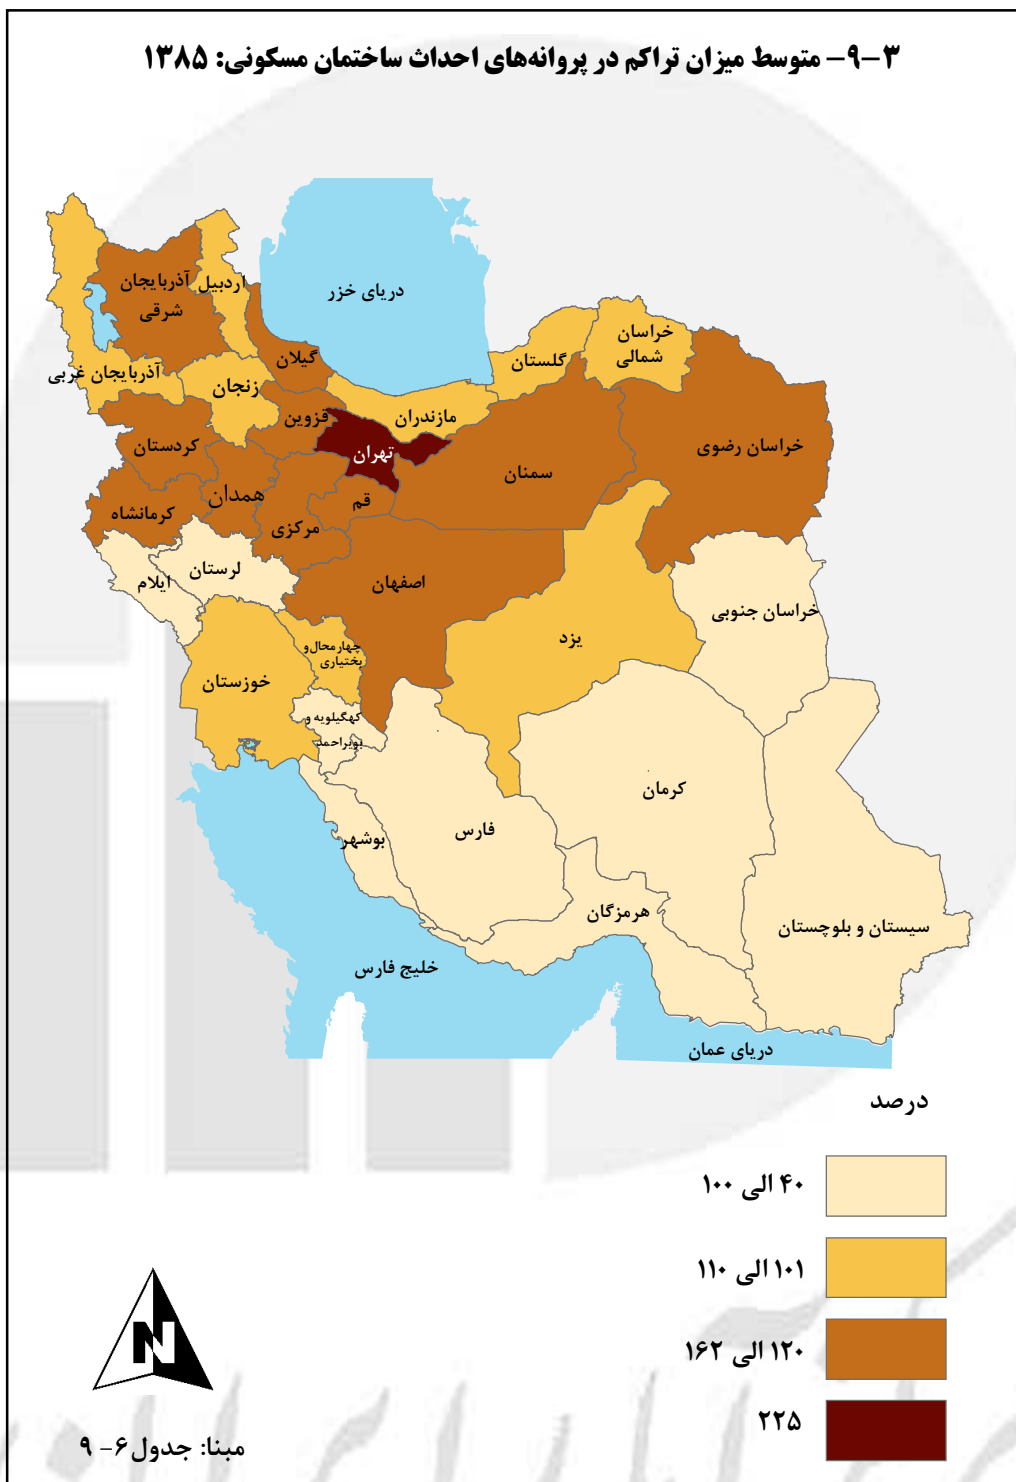 ۳-۹- متوسط میزان تراکم در پروانه‌های احداث ساختمان مسکونی: ۱۳۸۵
دریای خزر
آذربایجان
شرقی
اردبیل
گیلان
آذربایجان غربی
زنجان
خراسان
شمالی
گلستان
مازندران
قزوین
تهران
سمنان
خراسان رضوی
کردستان
همدان
کرمانشاه
مرکزی
قم
ایلام
لرستان
اصفهان
خراسان جنوبی
یزد
چهارمحال و
بختیاری
خوزستان
کهگیلویه و
بویراحمد
کرمان
فارس
بوشهر
هرمزگان
سیستان و بلوچستان
خلیج فارس
دریای عمان
درصد
۴۰ الی ۱۰۰
۱۰۱ الی ۱۱۰
۱۲۰ الی ۱۶۲
۲۲۵
N
مبنا: جدول ۶- ۹